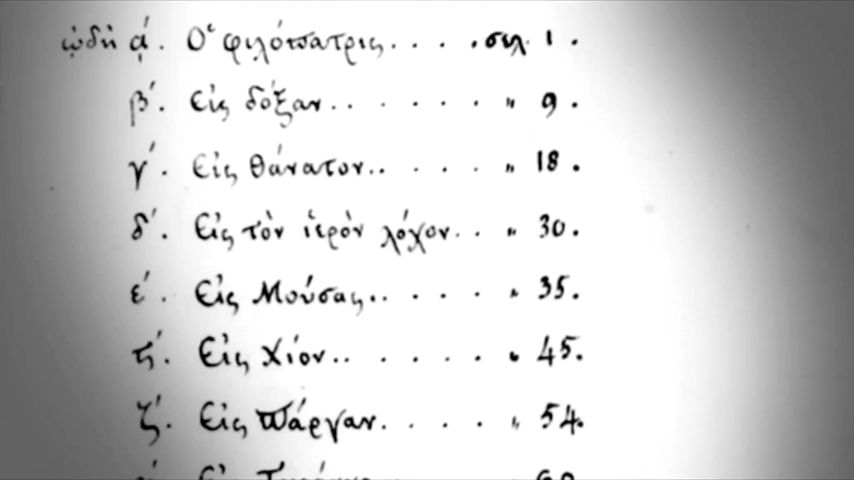 ᾠδὴ ά. Ὁ φιλόπατρις. . . . .σελ. 1.
β΄. Εἰς δόξαν. . . . . . " 9.
γ΄. Εἰς θάνατον. . . . . " 18.
δ΄. Εἰς τὸν ἱερὸν λόχον. . " 30.
ε΄. Εἰς Μούσας. . . . . " 35.
ϛ΄. Εἰς Χίον. . . . . . " 45.
ζ΄. Εἰς Πάργαν. . . . . " 54.